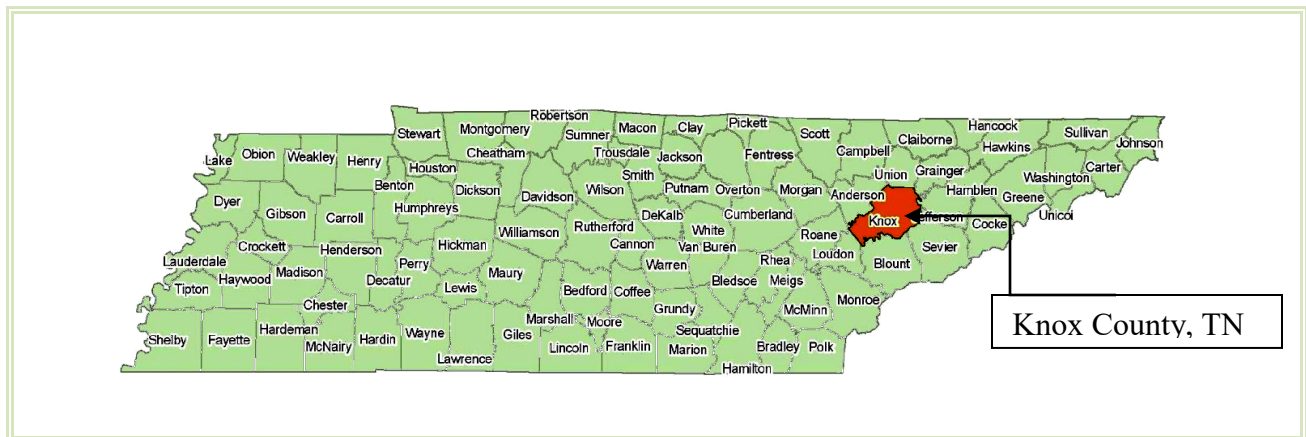 Robertson
Stewart
Montgomery
Sumner
Macon
Clay
Pickett
Scott
Claiborne
Hancock
Hawkins
Sullivan
Johnson
Lake
Obion
Weakley
Henry
Houston
Cheatham
Trousdale
Jackson
Fentress
Campbell
Union
Grainger
Carter
Washington
Dyer
Gibson
Carroll
Benton
Humphreys
Dickson
Davidson
Wilson
Smith
Putnam
Overton
Morgan
Anderson
Hamblen
Greene
Unicoi
Crockett
Henderson
Hickman
Williamson
Rutherford
DeKalb
Cannon
White
Van Buren
Cumberland
Roane
Knox
efferson
Cocke
Lauderdale
Haywood
Madison
Decatur
Perry
Lewis
Maury
Warren
Bledsoe
Rhea
Meigs
Loudon
Blount
Sevier
Tipton
Chester
Bedford
Coffee
Grundy
McMinn
Monroe
Shelby
Fayette
Hardeman
McNairy
Hardin
Wayne
Lawrence
Giles
Marshall
Moore
Lincoln
Franklin
Sequatchie
Marion
Hamilton
Bradley
Polk
Knox County, TN